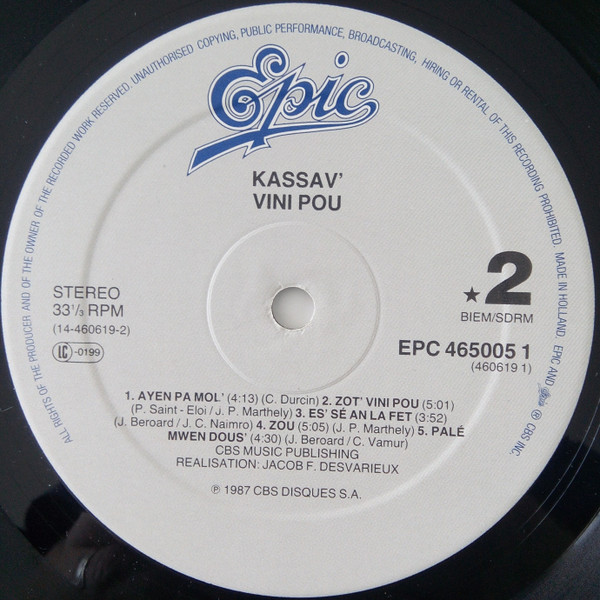 ALL RIGHTS OF THE PRODUCER AND OF THE OWNER OF THE RECORDED WORK RESERVED. UNAUTHORISED COPYING, PUBLIC PERFORMANCE, BROADCASTING, HIRING OR RENTAL OF THIS RECORDING PROHIBITED. MADE IN HOLLAND. EPIC AND Epic ® CBS INC.
Epic
KASSAV'
VINI POU
STEREO
33 1/3 RPM
(14-460619-2)
LC-0199
★2
BIEM/SDRM
EPC 465005 1
(460619 1)
1. AYEN PA MOL' (4:13) (C. Durcin) 2. ZOT' VINI POU (5:01)
(P. Saint - Eloi / J. P. Marthely) 3. ES' SÉ AN LA FET (3:52)
(J. Beroard / J. C. Naimro) 4. ZOU (5:05) (J. P. Marthely) 5. PALÉ
MWEN DOUS' (4:30) (J. Beroard / C. Vamur)
CBS MUSIC PUBLISHING
REALISATION: JACOB F. DESVARIEUX
℗ 1987 CBS DISQUES S.A.